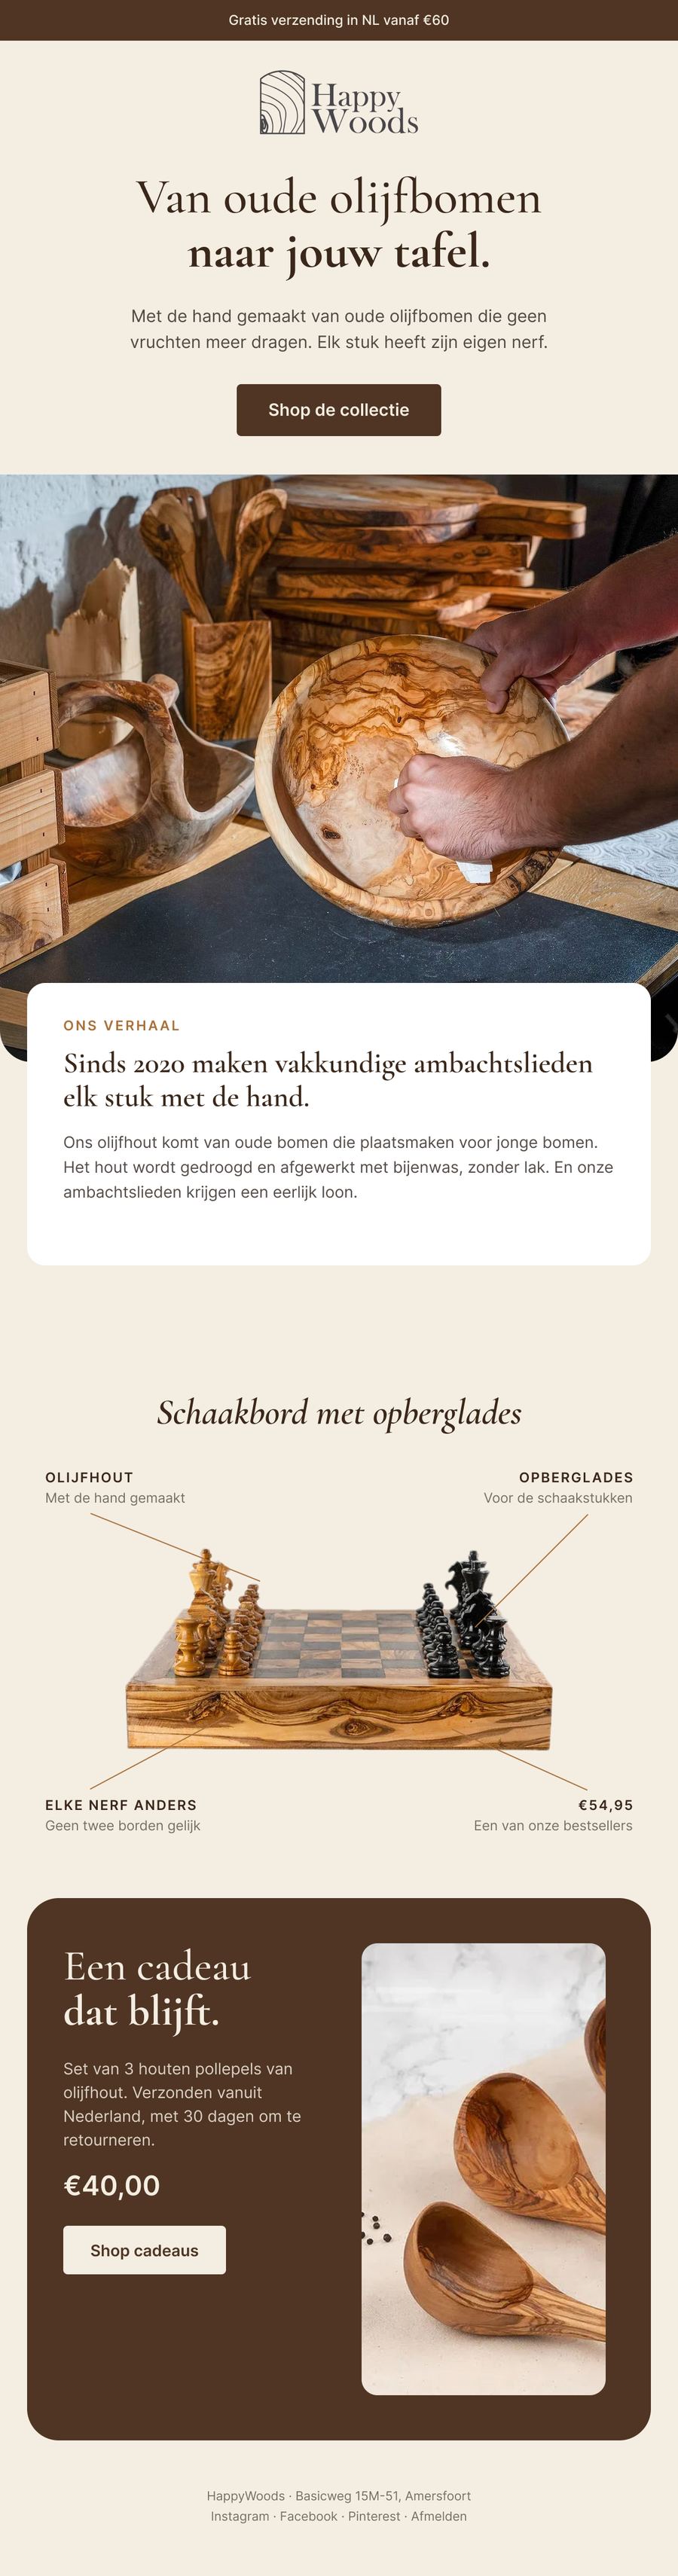 Gratis verzending in NL vanaf €60
Happy
Woods
Van oude olijfbomen
naar jouw tafel.
Met de hand gemaakt van oude olijfbomen die geen
vruchten meer dragen. Elk stuk heeft zijn eigen nerf.
Shop de collectie
ONS VERHAAL
Sinds 2020 maken vakkundige ambachtslieden
elk stuk met de hand.
Ons olijfhout komt van oude bomen die plaatsmaken voor jonge bomen.
Het hout wordt gedroogd en afgewerkt met bijenwas, zonder lak. En onze
ambachtslieden krijgen een eerlijk loon.
Schaakbord met opberglades
OLIJFHOUT
Met de hand gemaakt
OPBERGLADES
Voor de schaakstukken
ELKE NERF ANDERS
Geen twee borden gelijk
€54,95
Een van onze bestsellers
Een cadeau
dat blijft.
Set van 3 houten pollepels van
olijfhout. Verzonden vanuit
Nederland, met 30 dagen om te
retourneren.
€40,00
Shop cadeaus
HappyWoods · Basicweg 15M-51, Amersfoort
Instagram · Facebook · Pinterest · Afmelden